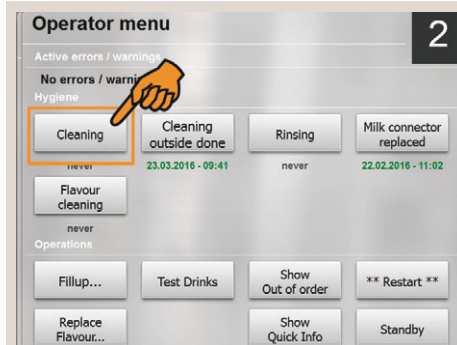 Operator menu
2
Active errors / warnings
No errors / warni
Hygiene
Cleaning
Cleaning
outside done
Rinsing
Milk connector
replaced
never
23.03.2016 - 09:41
never
22.02.2016 - 11:02
Flavour
cleaning
never
Operations
Fillup...
Test Drinks
Show
Out of order
** Restart **
Replace
Flavour...
Show
Quick Info
Standby